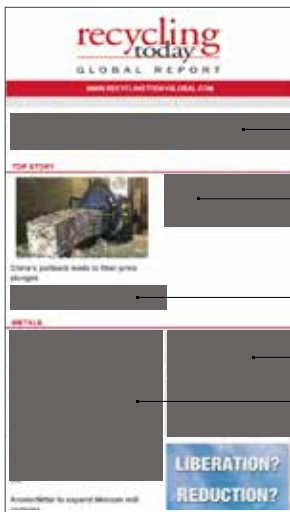 recycling
today
GLOBAL REPORT
WWW.RECYCLINGTODAYGLOBAL.COM
TOP STORY
China's pullback leads to fiber price
plunges
METALS
LIBERATION?
ArcelorMittal to expand Mexican mill
REDUCTION?